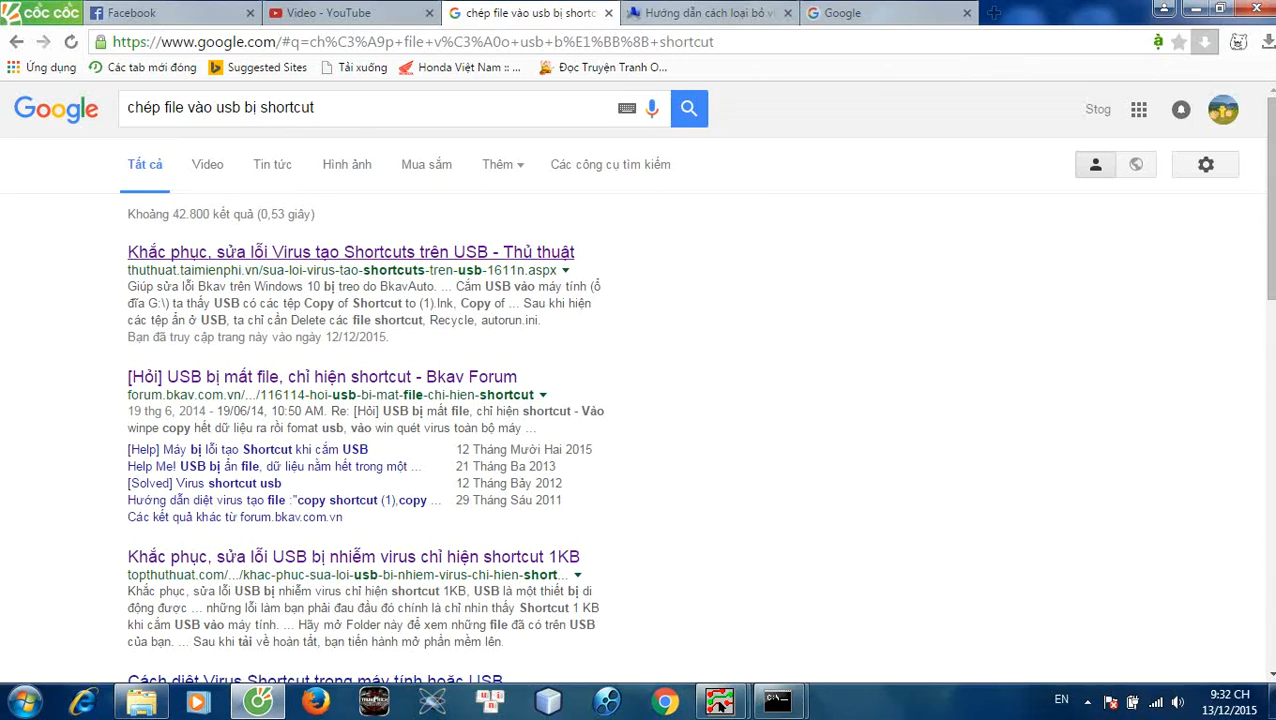 cốc cốc
Facebook
Video - YouTube
chép file vào usb bị shortc
Hướng dẫn cách loại bỏ v
Google
https://www.google.com/#q=ch%C3%A9p+file+v%C3%A0o+usb+b%E1%BB%8B+shortcut
Ứng dụng
Các tab mới đóng
Suggested Sites
Tải xuống
Honda Việt Nam :: ...
Đọc Truyện Tranh O...
Google
chép file vào usb bị shortcut
Stog
Tất cả
Video
Tin tức
Hình ảnh
Mua sắm
Thêm
Các công cụ tìm kiếm
Khoảng 42.800 kết quả (0,53 giây)
Khắc phục, sửa lỗi Virus tạo Shortcuts trên USB - Thủ thuật
thuthuat.taimienphi.vn/sua-loi-virus-tao-shortcuts-tren-usb-1611n.aspx
Giúp sửa lỗi Bkav trên Windows 10 bị treo do BkavAuto. ... Cắm USB vào máy tính (ổ
đĩa G:\) ta thấy USB có các tệp Copy of Shortcut to (1).lnk, Copy of ... Sau khi hiện
các tệp ẩn ở USB, ta chỉ cần Delete các file shortcut, Recycle, autorun.ini.
Bạn đã truy cập trang này vào ngày 12/12/2015.
[Hỏi] USB bị mất file, chỉ hiện shortcut - Bkav Forum
forum.bkav.com.vn/.../116114-hoi-usb-bi-mat-file-chi-hien-shortcut
19 thg 6, 2014 - 19/06/14, 10:50 AM. Re: [Hỏi] USB bị mất file, chỉ hiện shortcut - Vào
winpe copy hết dữ liệu ra rồi fomat usb, vào win quét virus toàn bộ máy ...
[Help] Máy bị lỗi tạo Shortcut khi cắm USB 12 Tháng Mười Hai 2015
Help Me! USB bị ẩn file, dữ liệu nằm hết trong một ... 21 Tháng Ba 2013
[Solved] Virus shortcut usb 12 Tháng Bảy 2012
Hướng dẫn diệt virus tạo file :"copy shortcut (1),copy ... 29 Tháng Sáu 2011
Các kết quả khác từ forum.bkav.com.vn
Khắc phục, sửa lỗi USB bị nhiễm virus chỉ hiện shortcut 1KB
topthuthuat.com/.../khac-phuc-sua-loi-usb-bi-nhiem-virus-chi-hien-short...
Khắc phục, sửa lỗi USB bị nhiễm virus chỉ hiện shortcut 1KB, USB là một thiết bị di
động được ... những lỗi làm bạn phải đau đầu đó chính là chỉ nhìn thấy Shortcut 1 KB
khi cắm USB vào máy tính. ... Hãy mở Folder này để xem những file đã có trên USB
của bạn. ... Sau khi tải về hoàn tất, bạn tiến hành mở phần mềm lên.
Cách diệt Virus Shortcut trong máy tính hoặc USB
EN
9:32 CH
13/12/2015